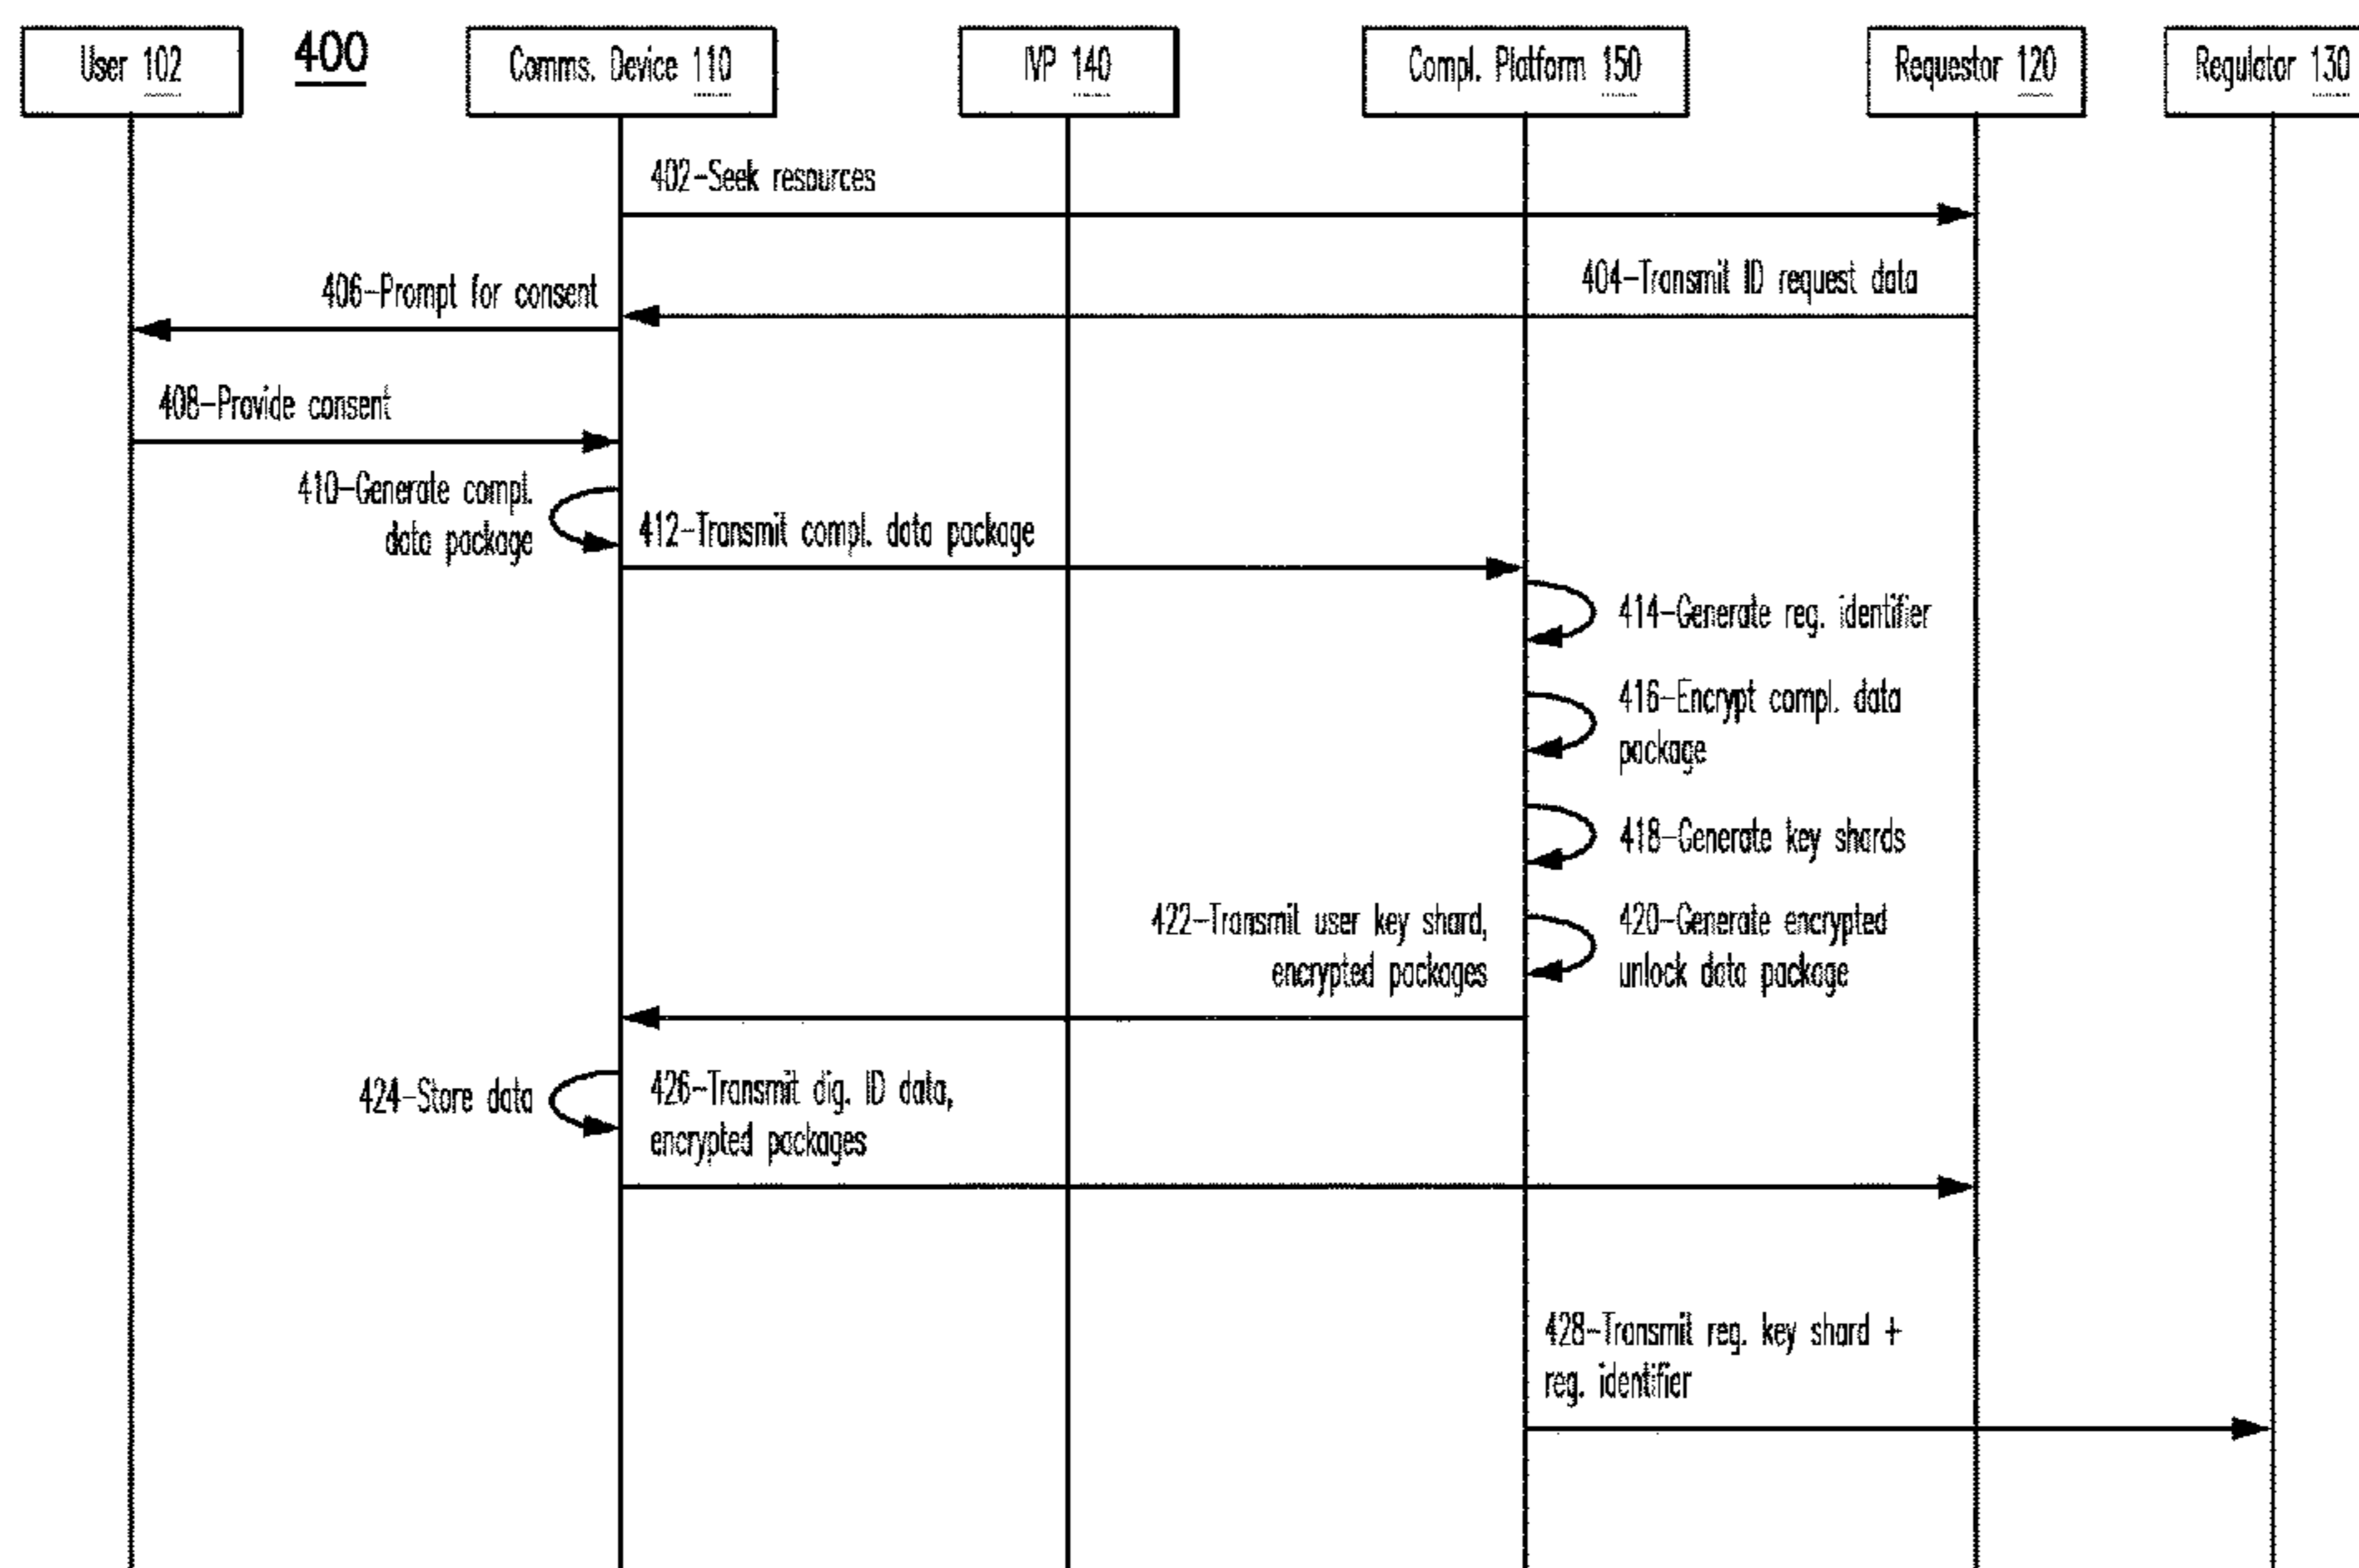 User 102
400
Comms. Device 110
IVP 140
Compl. Platform 150
Requestor 120
Regulator 130
402-Seek resources
404-Transmit ID request data
406-Prompt for consent
408-Provide consent
410-Generate compl.
data package
412-Transmit compl. data package
414-Generate reg. identifier
416-Encrypt compl. data
package
418-Generate key shards
422-Transmit user key shard,
encrypted packages
420-Generate encrypted
unlock data package
424-Store data
426-Transmit dig. ID data,
encrypted packages
428-Transmit reg. key shard +
reg. identifier